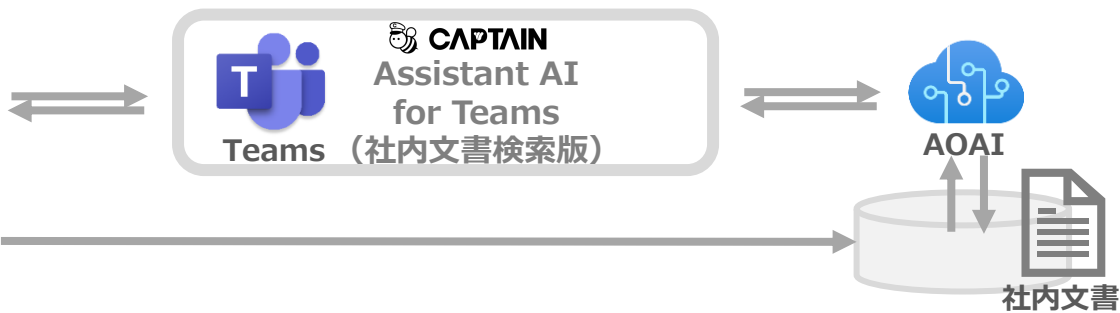 CAPTAIN
Assistant AI
for Teams
（社内文書検索版）
T
Teams
AOAI
社内文書